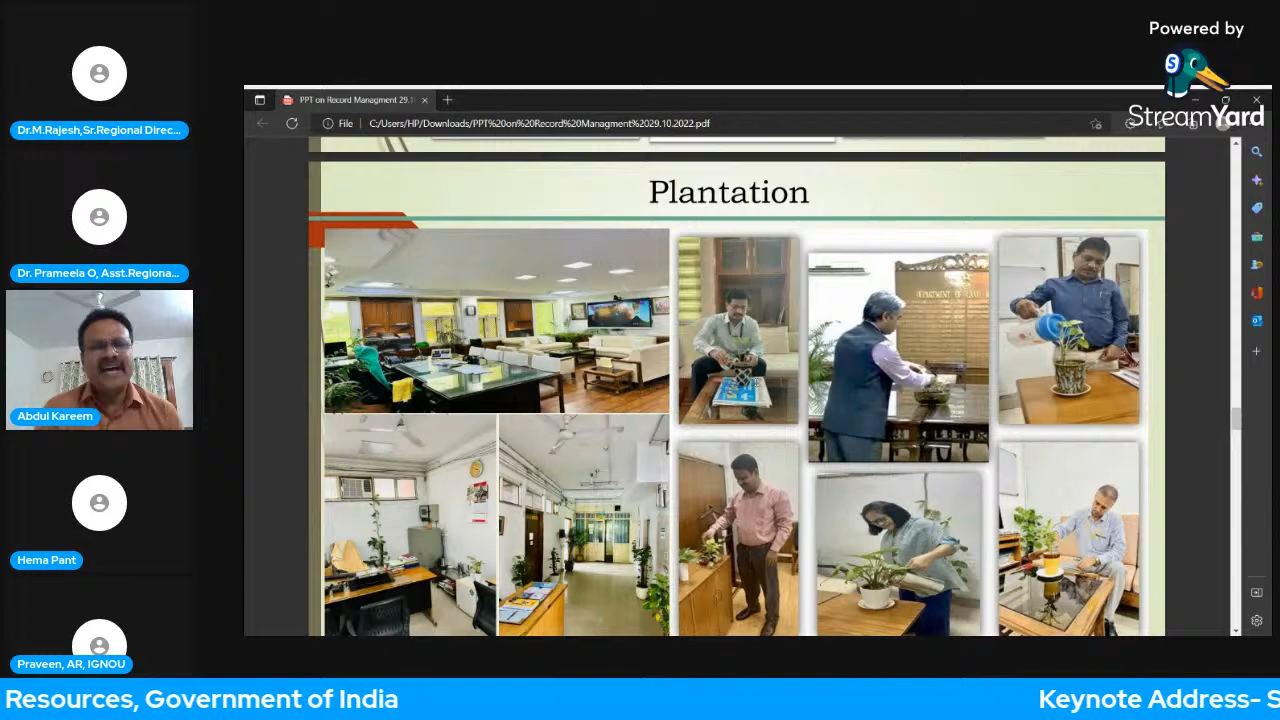 Powered by
StreamYard
Dr.M.Rajesh,Sr.Regional Direc...
Dr. Prameela O, Asst.Regiona...
Abdul Kareem
Hema Pant
Praveen, AR, IGNOU
PPT on Record Managment 29.1
File
C:/Users/HP/Downloads/PPT%20on%20Record%20Managment%2029.10.2022.pdf
Plantation
DEPARTMENT OF LAND
Resources, Government of India
Keynote Address- S